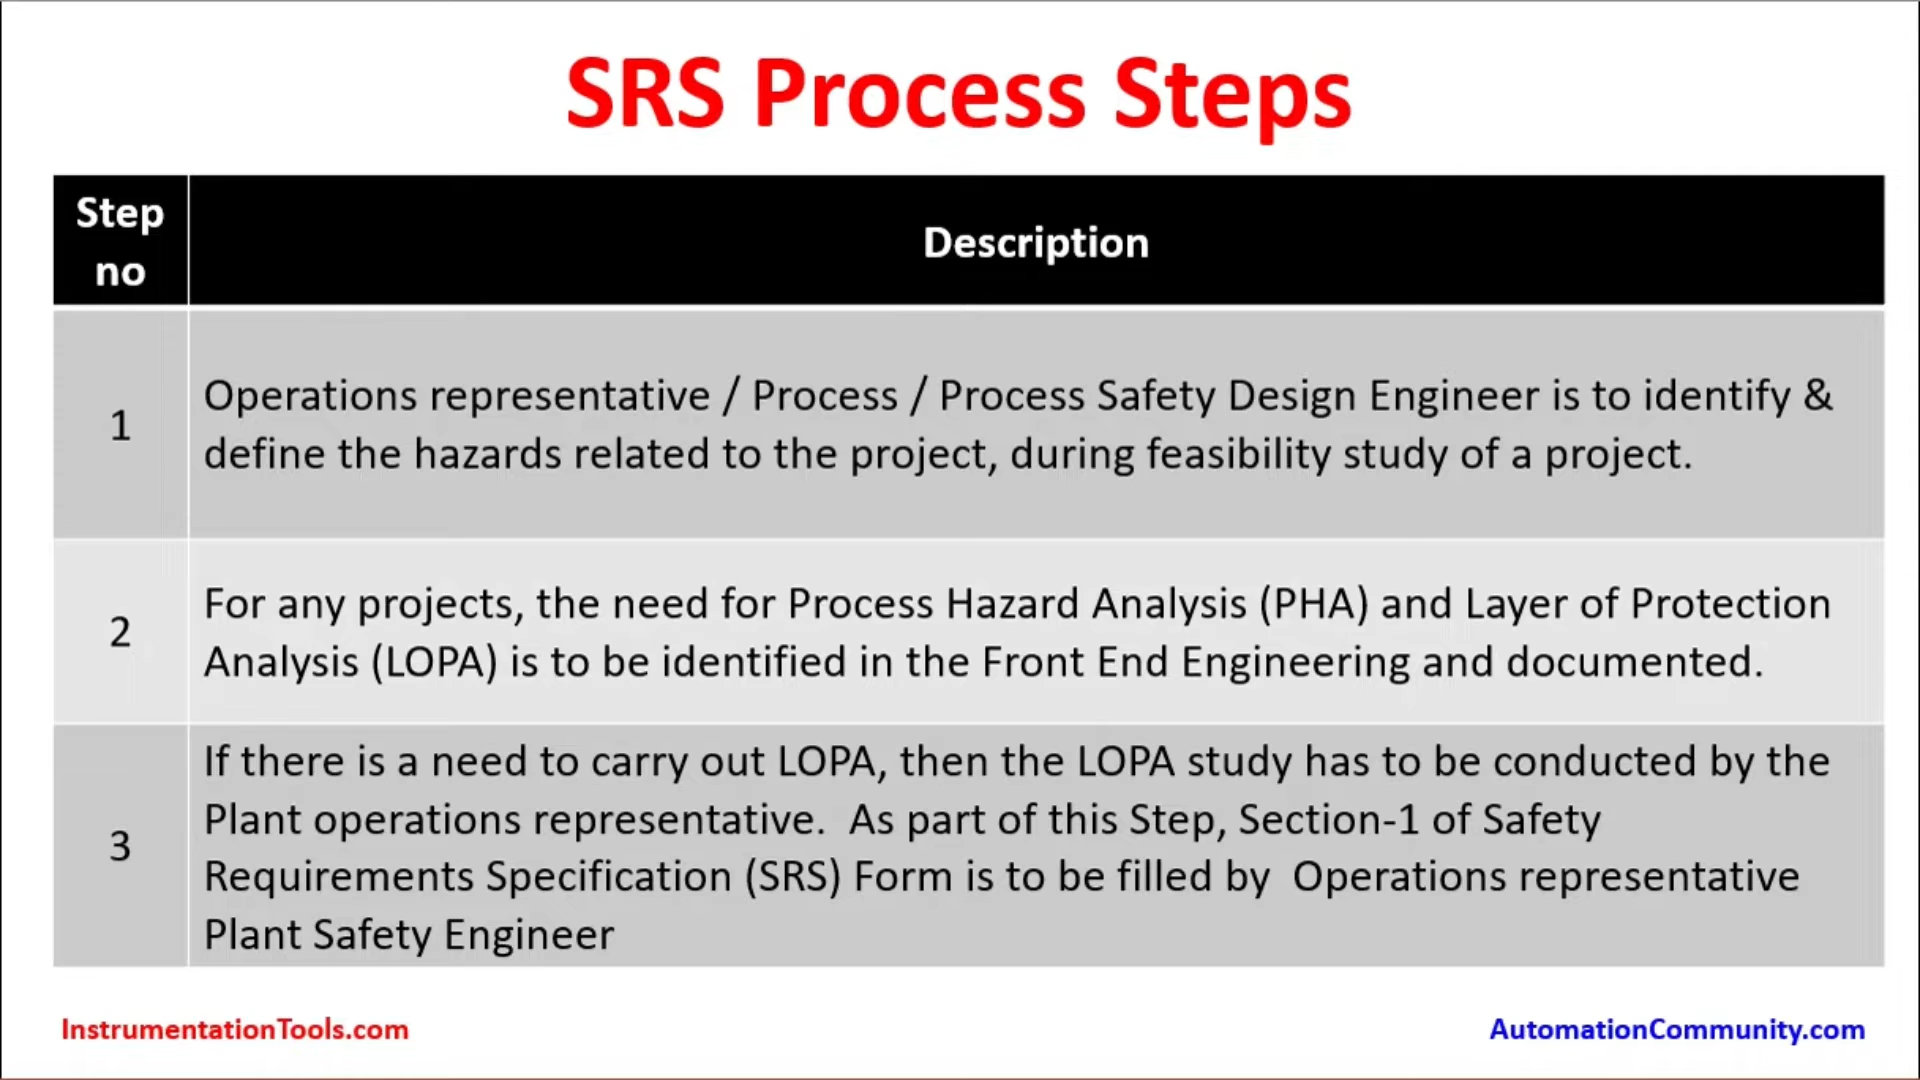 SRS Process Steps
Step
no
Description
1
Operations representative / Process / Process Safety Design Engineer is to identify &
define the hazards related to the project, during feasibility study of a project.
2
For any projects, the need for Process Hazard Analysis (PHA) and Layer of Protection
Analysis (LOPA) is to be identified in the Front End Engineering and documented.
3
If there is a need to carry out LOPA, then the LOPA study has to be conducted by the
Plant operations representative.  As part of this Step, Section-1 of Safety
Requirements Specification (SRS) Form is to be filled by  Operations representative
Plant Safety Engineer
InstrumentationTools.com
AutomationCommunity.com